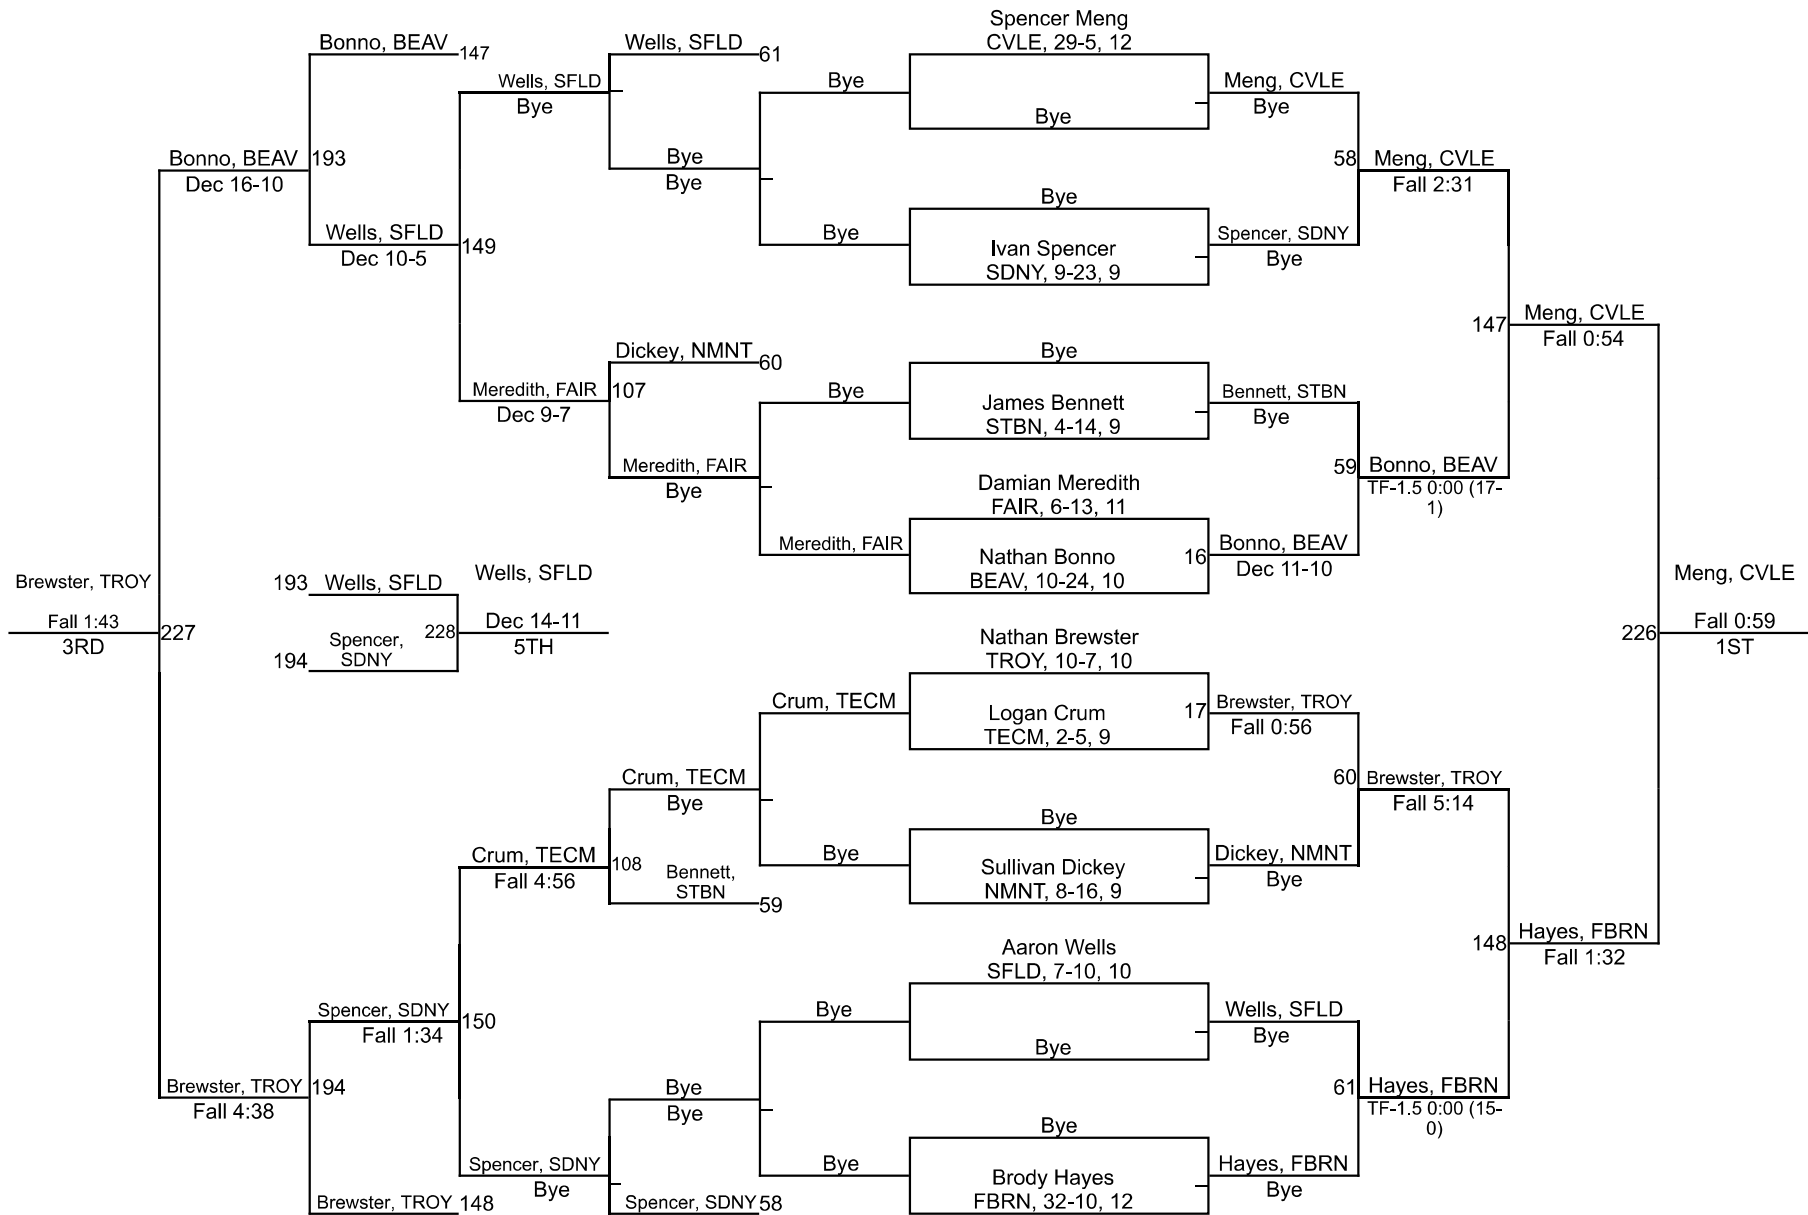 Spencer Meng
CVLE, 29-5, 12
Bonno, BEAV
147
Wells, SFLD
61
Wells, SFLD
Bye
Bye
Meng, CVLE
Bye
Bye
Bonno, BEAV
193
Dec 16-10
Bye
Bye
58
Meng, CVLE
Fall 2:31
Bye
Wells, SFLD
149
Dec 10-5
Bye
Ivan Spencer
SDNY, 9-23, 9
Spencer, SDNY
Bye
147
Meng, CVLE
Fall 0:54
Dickey, NMNT
60
Bye
Meredith, FAIR
107
Dec 9-7
Bye
James Bennett
STBN, 4-14, 9
Bennett, STBN
Bye
Meredith, FAIR
Bye
59
Bonno, BEAV
TF-1.5 0:00 (17-
1)
Damian Meredith
FAIR, 6-13, 11
Meredith, FAIR
Nathan Bonno
BEAV, 10-24, 10
16
Bonno, BEAV
Dec 11-10
Brewster, TROY
Fall 1:43
3RD
227
193
Wells, SFLD
Spencer,
SDNY
194
228
Wells, SFLD
Dec 14-11
5TH
Meng, CVLE
226
Fall 0:59
1ST
Nathan Brewster
TROY, 10-7, 10
Crum, TECM
Logan Crum
TECM, 2-5, 9
17
Brewster, TROY
Fall 0:56
Crum, TECM
Bye
60
Brewster, TROY
Fall 5:14
Bye
Crum, TECM
108
Fall 4:56
Bennett,
STBN
59
Bye
Sullivan Dickey
NMNT, 8-16, 9
Dickey, NMNT
Bye
148
Hayes, FBRN
Fall 1:32
Aaron Wells
SFLD, 7-10, 10
Spencer, SDNY
150
Fall 1:34
Bye
Bye
Wells, SFLD
Bye
Brewster, TROY
194
Fall 4:38
Bye
Bye
61
Hayes, FBRN
TF-1.5 0:00 (15-
0)
Bye
Spencer, SDNY
Bye
Bye
Brody Hayes
FBRN, 32-10, 12
Hayes, FBRN
Bye
Brewster, TROY
148
Spencer, SDNY
58